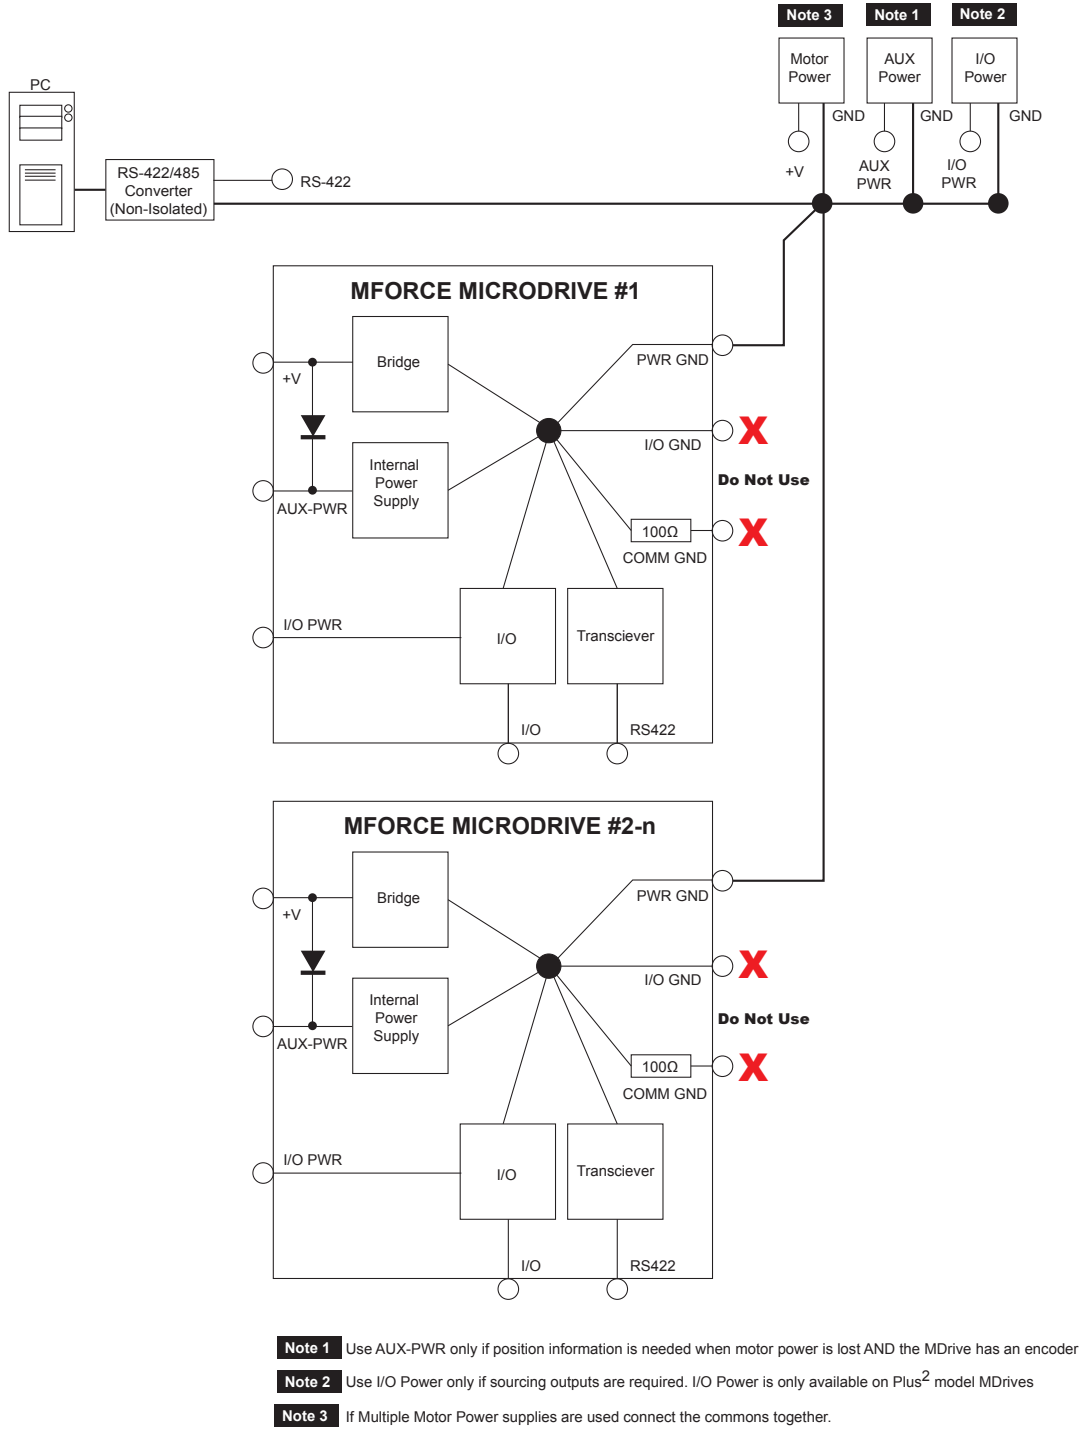 Note 3
Note 1
Note 2
Motor
Power
AUX
Power
I/O
Power
GND
GND
GND
+V
AUX
PWR
I/O
PWR
PC
RS-422/485
Converter
(Non-Isolated)
RS-422
MFORCE MICRODRIVE #1
Bridge
+V
PWR GND
I/O GND
X
Internal
Power
Supply
Do Not Use
AUX-PWR
100Ω
X
COMM GND
I/O PWR
I/O
Transciever
I/O
RS422
MFORCE MICRODRIVE #2-n
Bridge
+V
PWR GND
I/O GND
X
Internal
Power
Supply
Do Not Use
AUX-PWR
100Ω
X
COMM GND
I/O PWR
I/O
Transciever
I/O
RS422
Note 1 Use AUX-PWR only if position information is needed when motor power is lost AND the MDrive has an encoder
Note 2 Use I/O Power only if sourcing outputs are required. I/O Power is only available on Plus2 model MDrives
Note 3 If Multiple Motor Power supplies are used connect the commons together.